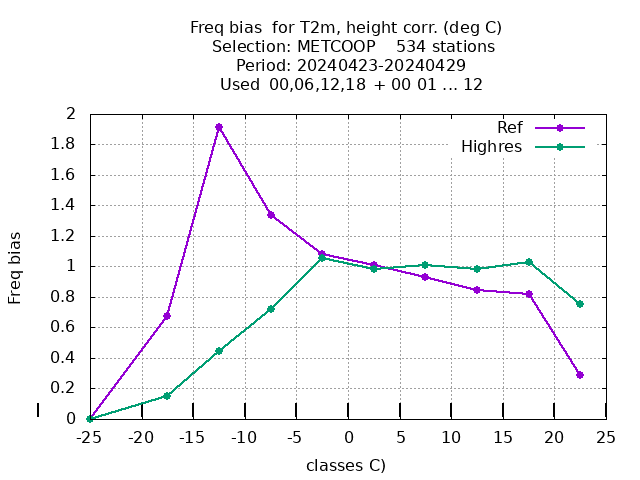 Freq bias  for T2m, height corr. (deg C)
Selection: METCOOP    534 stations
Period: 20240423-20240429
Used  00,06,12,18  + 00 01 ... 12
Ref
Highres
2
1.8
1.6
1.4
1.2
1
0.8
0.6
0.4
0.2
0
Freq bias
-25 -20 -15 -10 -5 0 5 10 15 20 25
classes C)